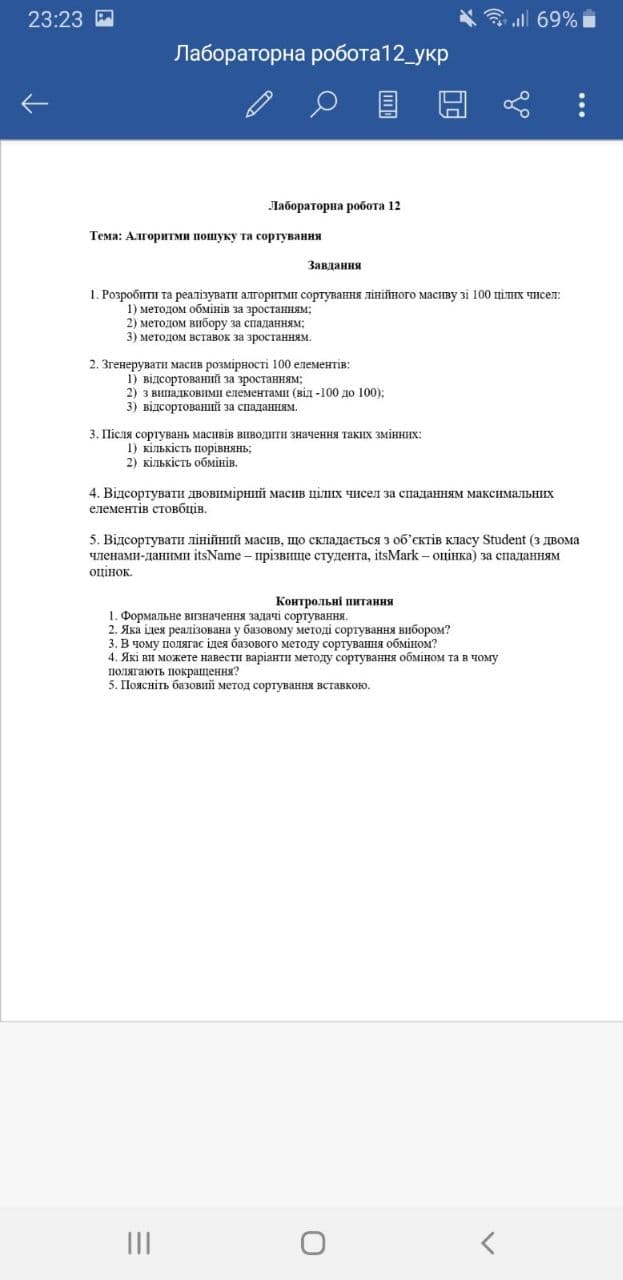 23:23
69%
Лабораторна робота12_укр
Лабораторна робота 12
Тема: Алгоритми пошуку та сортування
Завдання
1. Розробити та реалізувати алгоритми сортування лінійного масиву зі 100 цілих чисел:
1) методом обмінів за зростанням;
2) методом вибору за спаданням;
3) методом вставок за зростанням.
2. Згенерувати масив розмірності 100 елементів:
1) відсортований за зростанням;
2) з випадковими елементами (від -100 до 100);
3) відсортований за спаданням.
3. Після сортувань масивів виводити значення таких змінних:
1) кількість порівнянь;
2) кількість обмінів.
4. Відсортувати двовимірний масив цілих чисел за спаданням максимальних
елементів стовбців.
5. Відсортувати лінійний масив, що складається з об’єктів класу Student (з двома
членами-даними itsName – прізвище студента, itsMark – оцінка) за спаданням
оцінок.
Контрольні питання
1. Формальне визначення задачі сортування.
2. Яка ідея реалізована у базовому методі сортування вибором?
3. В чому полягає ідея базового методу сортування обміном?
4. Які ви можете навести варіанти методу сортування обміном та в чому
полягають покращення?
5. Поясніть базовий метод сортування вставкою.